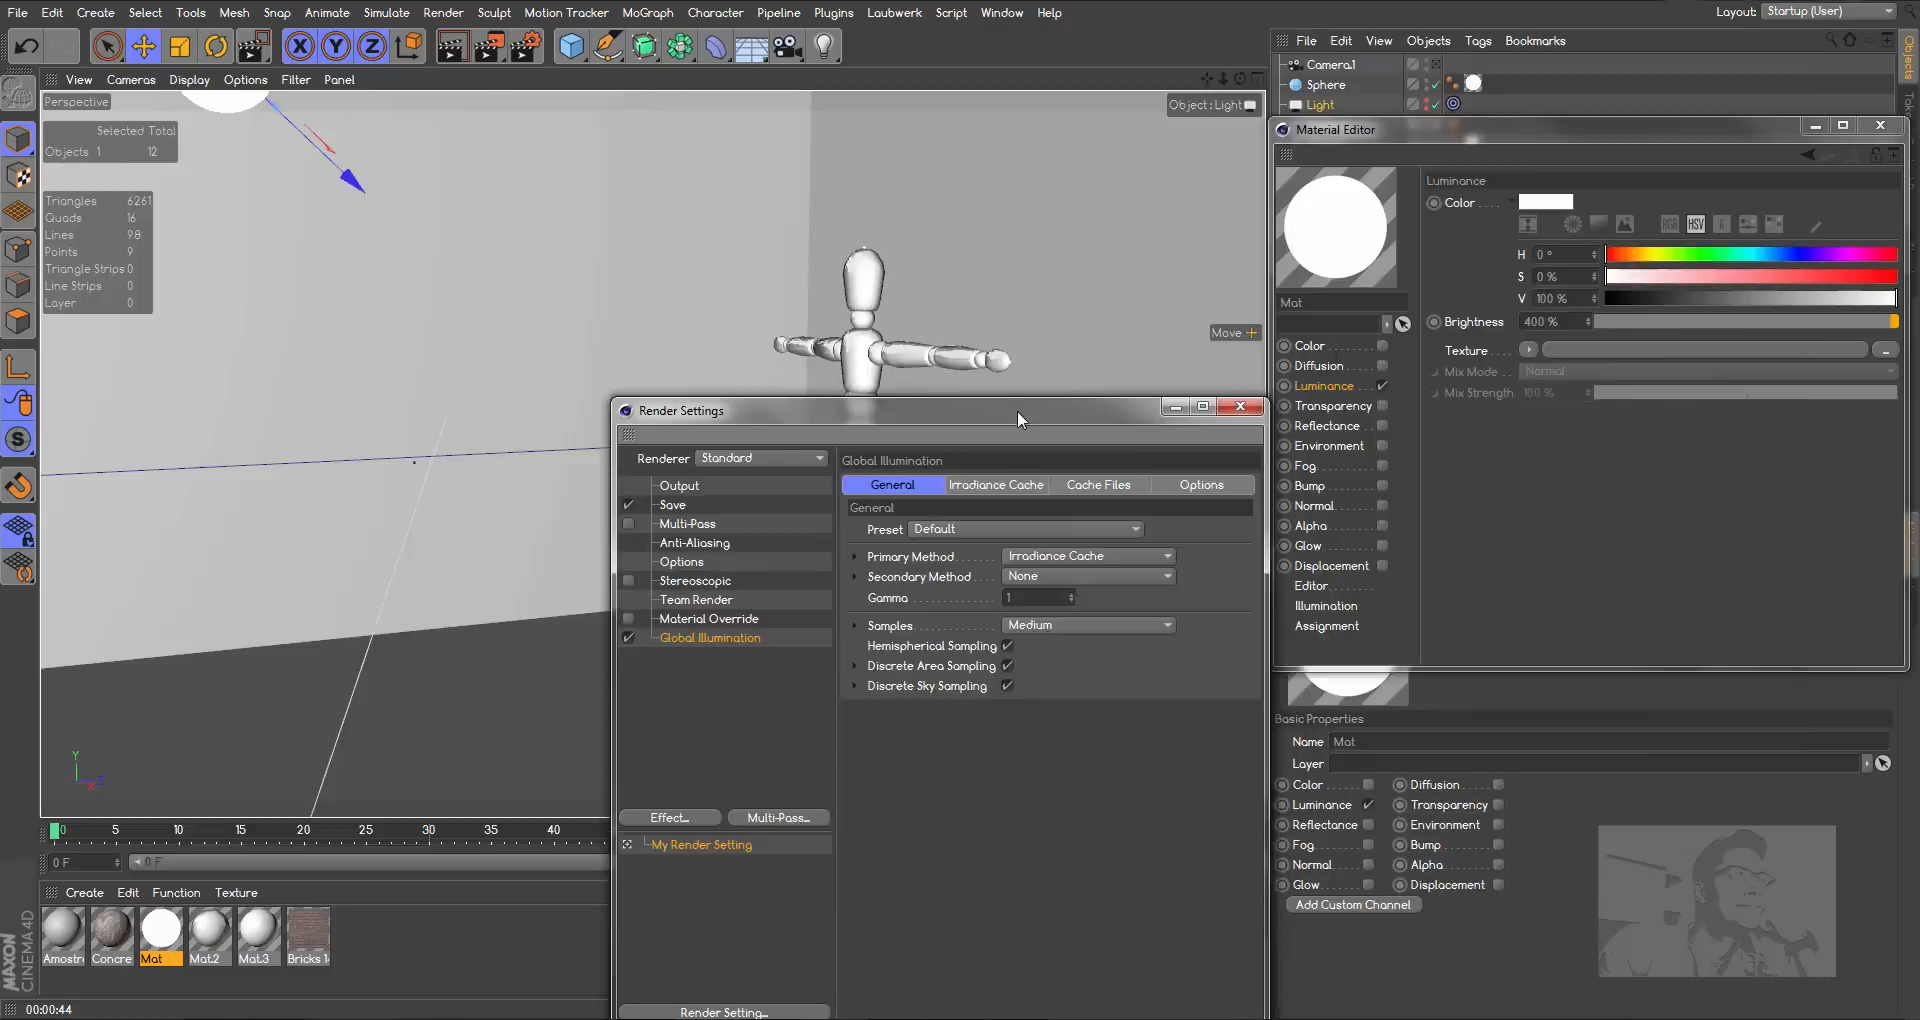 File Edit Create Select Tools Mesh Snap Animate Simulate Render Sculpt Motion Tracker MoGraph Character Pipeline Plugins Laubwerk Script Window Help
Layout: Startup (User)
X Y Z
File Edit View Objects Tags Bookmarks
Objects
View Cameras Display Options Filter Panel
Camera.1
Sphere
Light
Perspective
Object: Light
Selected Total
Objects 1 12
Triangles 6261
Quads 16
Lines 98
Points 9
Triangle Strips 0
Line Strips 0
Layer 0
Move
Material Editor
Luminance
Color
RGB HSV K
H 0 °
S 0 %
V 100 %
Brightness 400 %
Texture
Mix Mode Normal
Mix Strength 100 %
Mat
Color
Diffusion
Luminance
Transparency
Reflectance
Environment
Fog
Bump
Normal
Alpha
Glow
Displacement
Editor
Illumination
Assignment
Render Settings
Renderer Standard
Output
Save
Multi-Pass
Anti-Aliasing
Options
Stereoscopic
Team Render
Material Override
Global Illumination
Effect...
Multi-Pass...
My Render Setting
Render Setting...
Global Illumination
General Irradiance Cache Cache Files Options
General
Preset Default
Primary Method Irradiance Cache
Secondary Method None
Gamma 1
Samples Medium
Hemispherical Sampling
Discrete Area Sampling
Discrete Sky Sampling
Basic Properties
Name Mat
Layer
Color Diffusion
Luminance Transparency
Reflectance Environment
Fog Bump
Normal Alpha
Glow Displacement
Add Custom Channel
Y
X Z
0 5 10 15 20 25 30 35 40
0 F 0 F
Create Edit Function Texture
Amostr Concre Mat Mat.2 Mat.3 Bricks 1
MAXON
CINEMA 4D
00:00:44